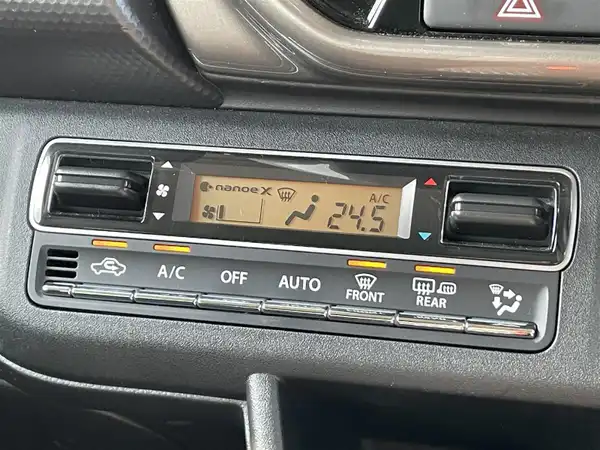 nanoeX
A/C
24.5
A/C
OFF
AUTO
FRONT
REAR